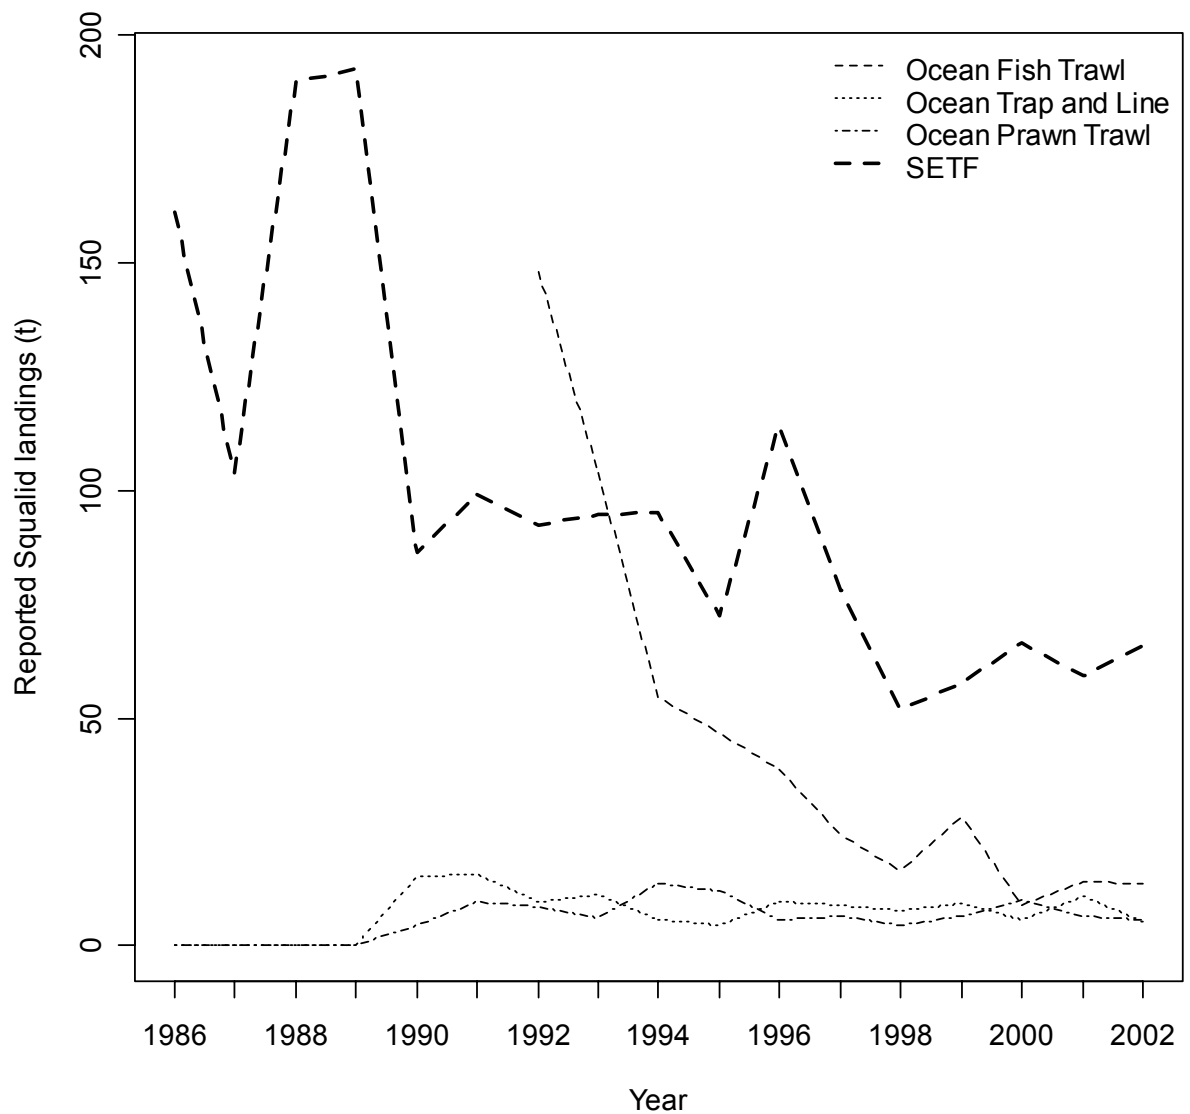 Reported Squalid landings (t)
200
150
100
50
0
Ocean Fish Trawl
Ocean Trap and Line
Ocean Prawn Trawl
SETF
1986 1988 1990 1992 1994 1996 1998 2000 2002
Year